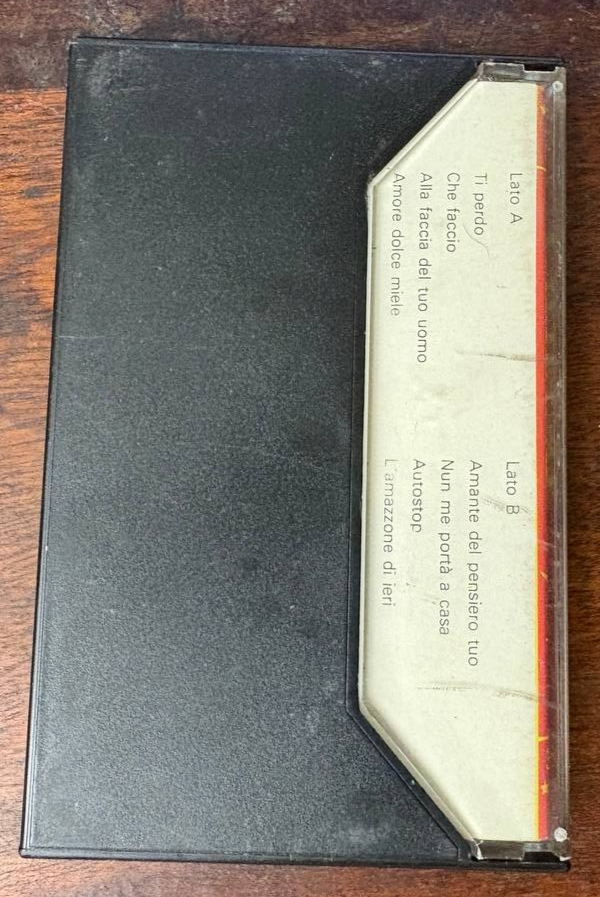 Lato A
Ti perdo
Che faccio
Alla faccia del tuo uomo
Amore dolce miele
Lato B
Amante del pensiero tuo
Nun me portà a casa
Autostop
L'amazzone di ieri